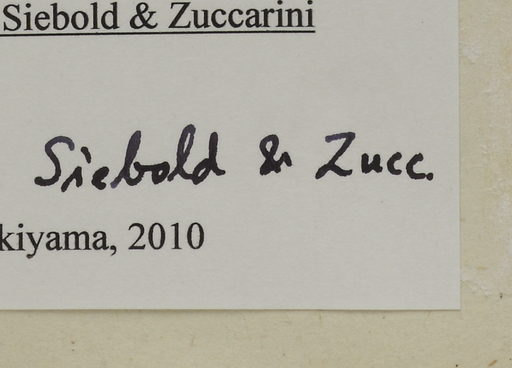 Siebold & Zuccarini
Siebold & Zucc.
kiyama, 2010